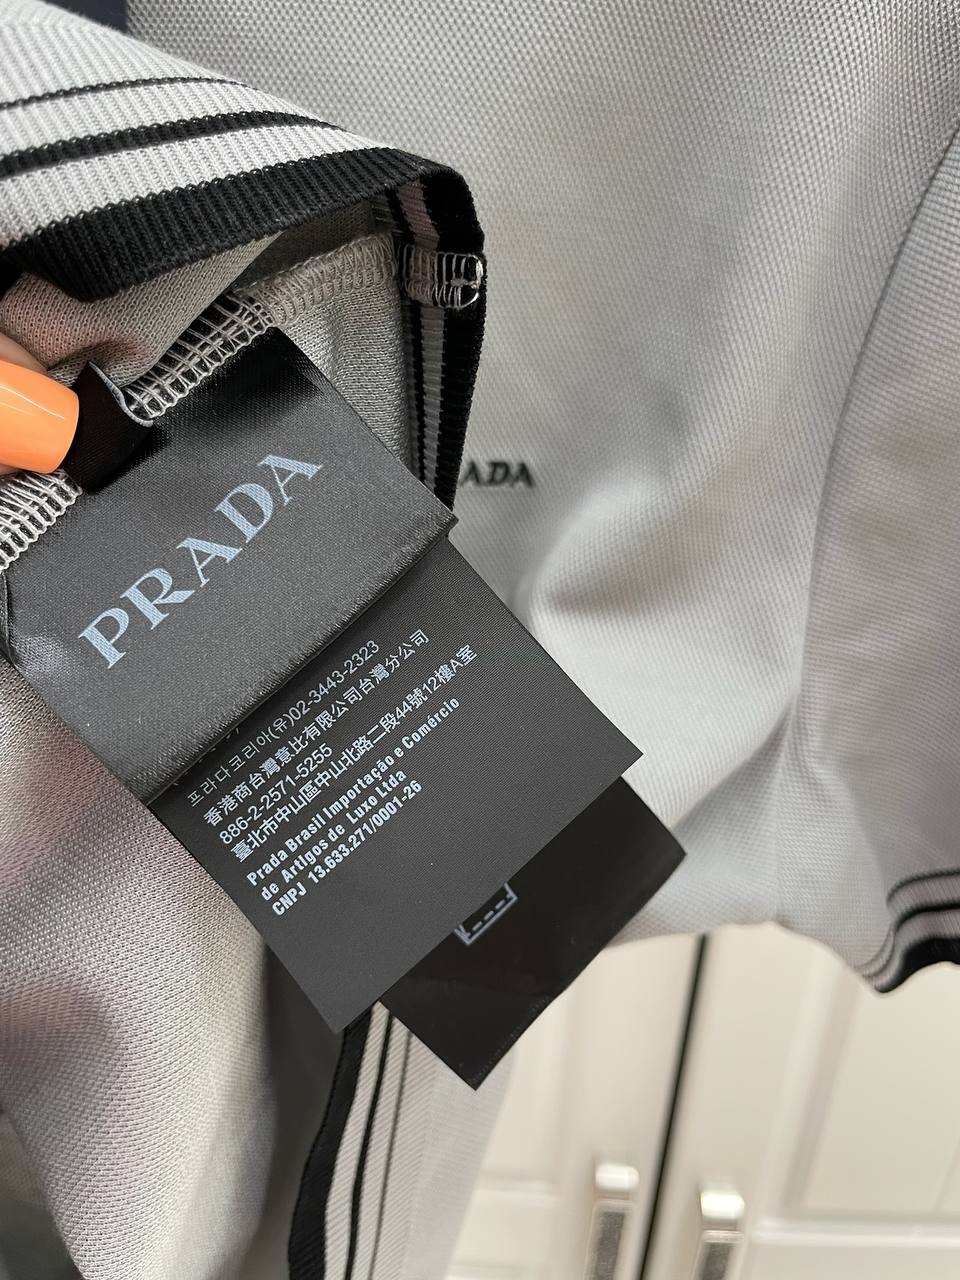 PRADA
ADA
프라다코리아(유)02-3443-2323
香港商台灣意比有限公司台灣分公司
886-2-2571-5255
臺北市中山區中山北路二段44號12樓A室
Prada Brasil Importação e Comércio
de Artigos de Luxo Ltda
CNPJ 13.633.271/0001-26